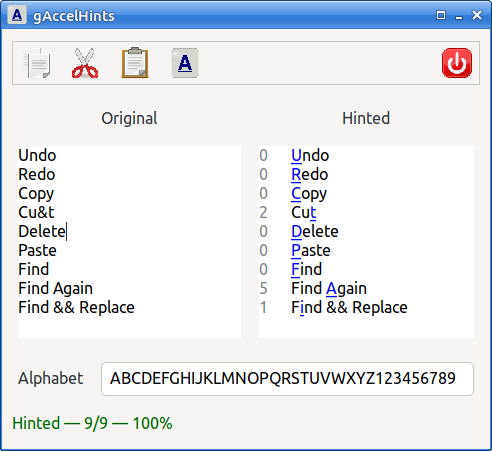 A gAccelHints
A
Original Hinted
Undo 0 Undo
Redo 0 Redo
Copy 0 Copy
Cu&t 2 Cut
Delete 0 Delete
Paste 0 Paste
Find 0 Find
Find Again 5 Find Again
Find && Replace 1 Find && Replace
Alphabet ABCDEFGHIJKLMNOPQRSTUVWXYZ123456789
Hinted — 9/9 — 100%